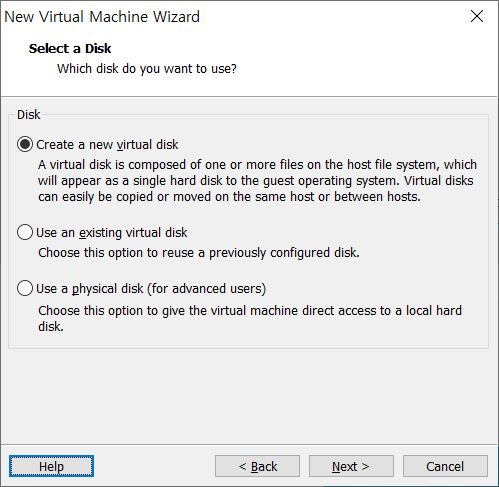 New Virtual Machine Wizard
Select a Disk
Which disk do you want to use?
Disk
Create a new virtual disk
A virtual disk is composed of one or more files on the host file system, which
will appear as a single hard disk to the guest operating system. Virtual disks
can easily be copied or moved on the same host or between hosts.
Use an existing virtual disk
Choose this option to reuse a previously configured disk.
Use a physical disk (for advanced users)
Choose this option to give the virtual machine direct access to a local hard
disk.
Help
< Back
Next >
Cancel